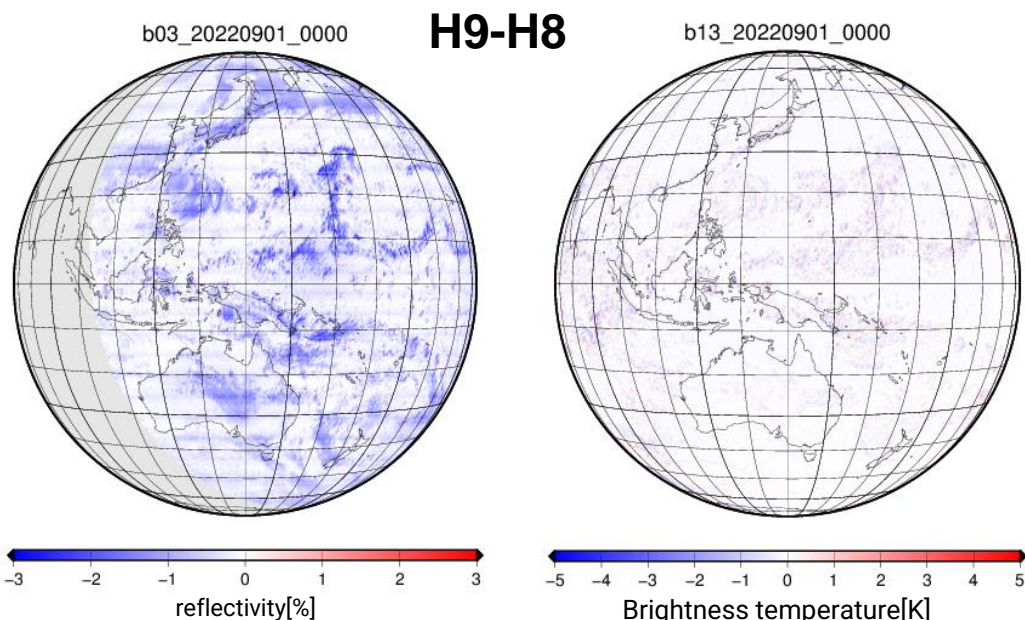 H9-H8
b03_20220901_0000
b13_20220901_0000
−3 −2 −1 0 1 2 3
reflectivity[%]
−5 −4 −3 −2 −1 0 1 2 3 4 5
Brightness temperature[K]